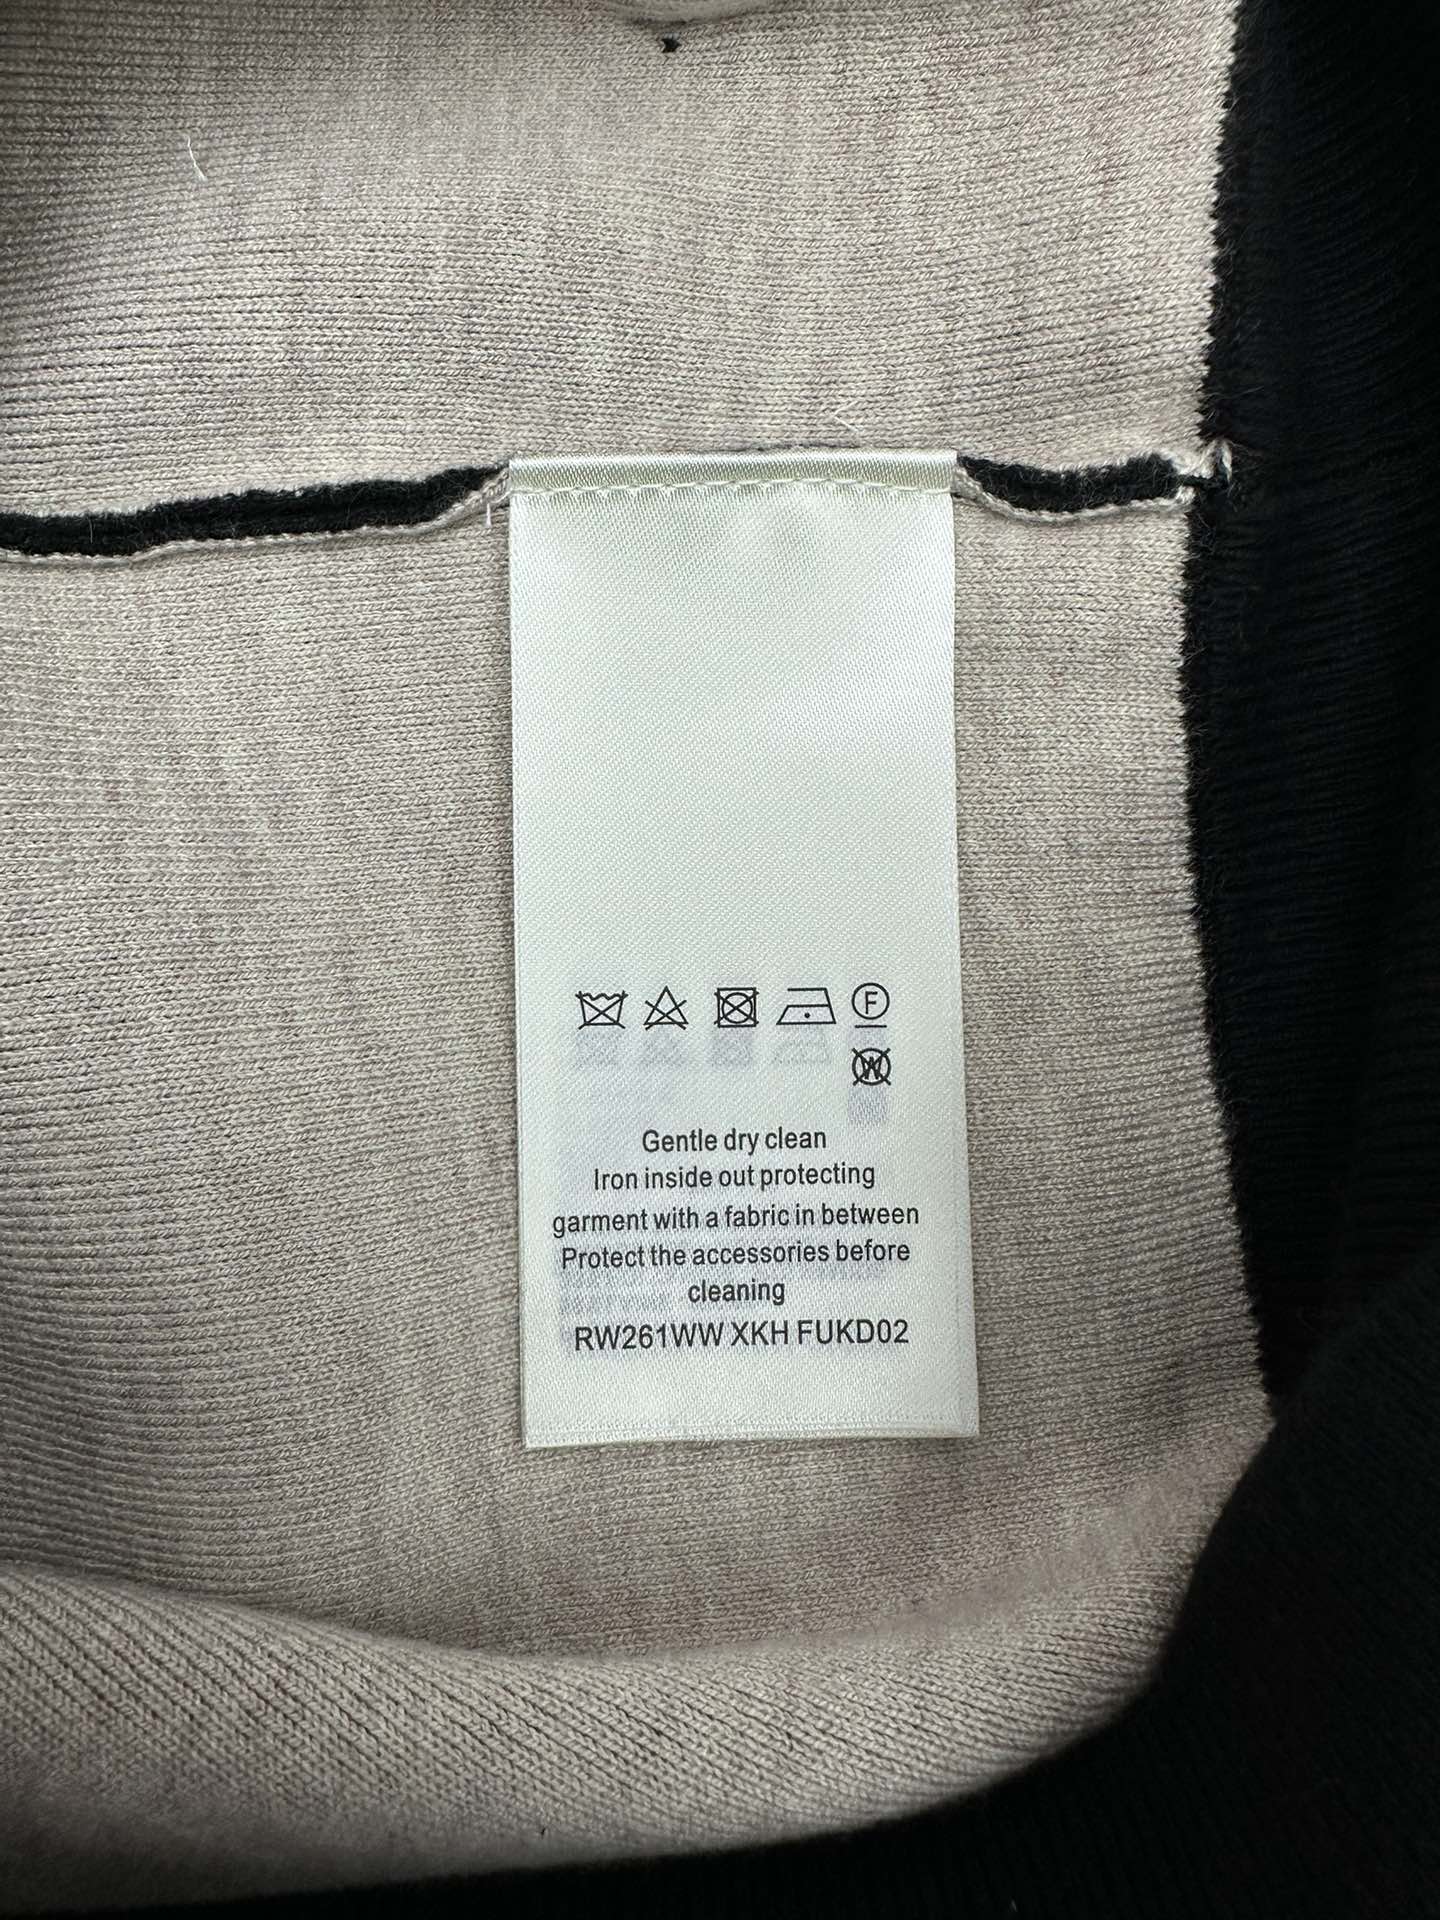 F
W
Gentle dry clean
Iron inside out protecting
garment with a fabric in between
Protect the accessories before
cleaning
RW261WW XKH FUKD02